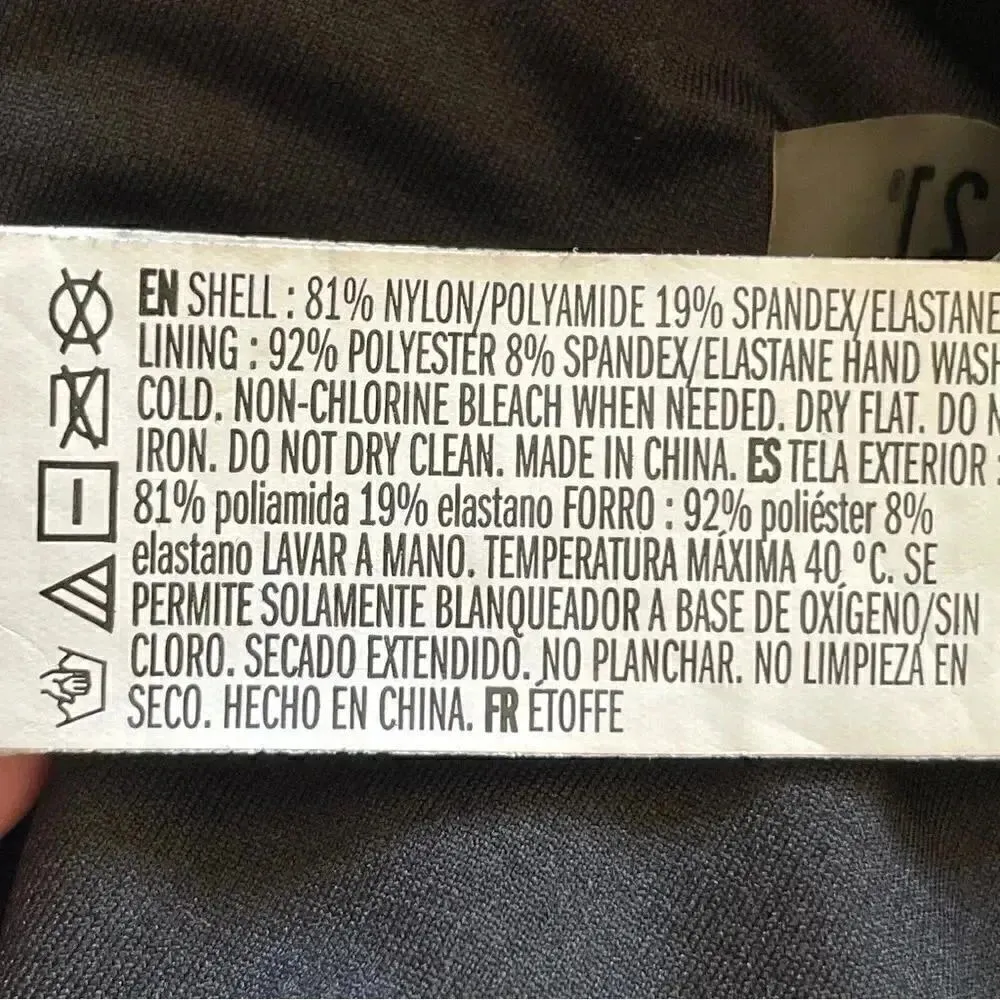 EN SHELL : 81% NYLON/POLYAMIDE 19% SPANDEX/ELASTANE
LINING : 92% POLYESTER 8% SPANDEX/ELASTANE HAND WASH
COLD. NON-CHLORINE BLEACH WHEN NEEDED. DRY FLAT. DO N
IRON. DO NOT DRY CLEAN. MADE IN CHINA. ES TELA EXTERIOR :
81% poliamida 19% elastano FORRO : 92% poliéster 8%
elastano LAVAR A MANO. TEMPERATURA MÁXIMA 40 ºC. SE
PERMITE SOLAMENTE BLANQUEADOR A BASE DE OXÍGENO/SIN
CLORO. SECADO EXTENDIDO. NO PLANCHAR. NO LIMPIEZA EN
SECO. HECHO EN CHINA. FR ÉTOFFE